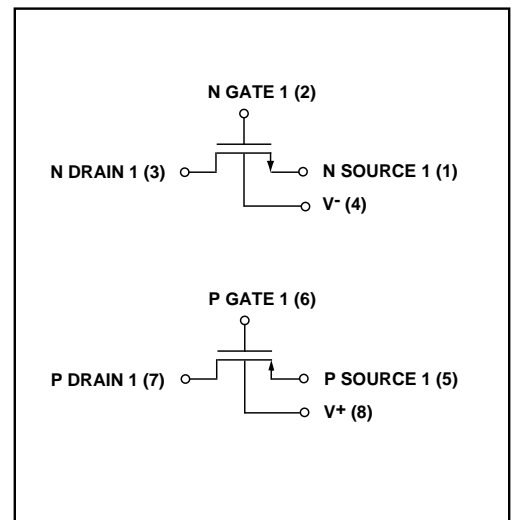 N GATE 1 (2)
N DRAIN 1 (3)
N SOURCE 1 (1)
V- (4)
P GATE 1 (6)
P DRAIN 1 (7)
P SOURCE 1 (5)
V+ (8)